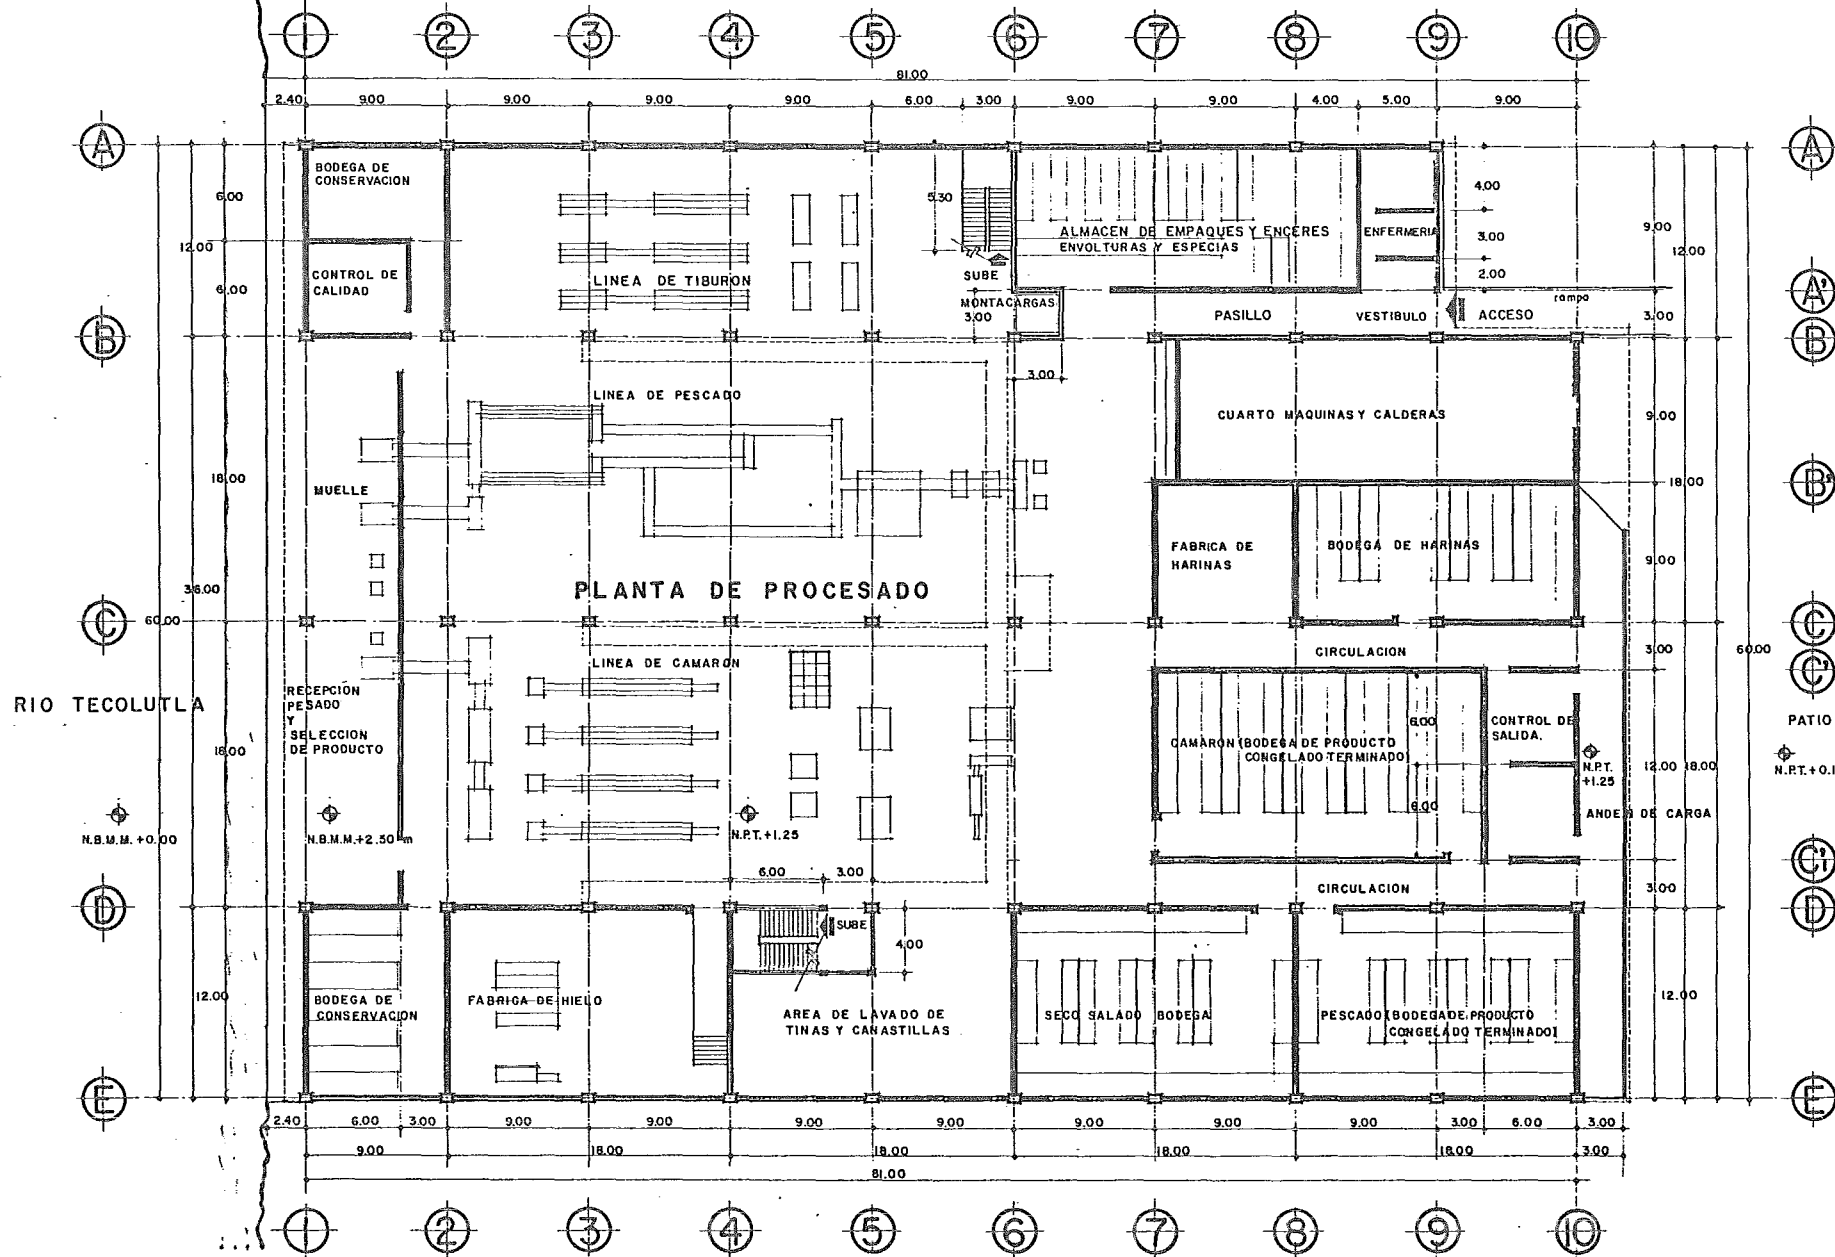 1 2 3 4 5 6 7 8 9 10
81.00
2.40 9.00 9.00 9.00 9.00 6.00 3.00 9.00 9.00 4.00 5.00 9.00
A A
BODEGA DE
CONSERVACION
6.00
12.00
6.00
CONTROL DE
CALIDAD
LINEA DE TIBURON
5.30
SUBE
MONTACARGAS
3.00
ALMACEN DE EMPAQUES Y ENCERES
ENVOLTURAS Y ESPECIAS
ENFERMERIA
4.00
3.00
2.00
9.00
12.00
A'
rampa
PASILLO VESTIBULO ACCESO 3.00
B B
3.00
LINEA DE PESCADO
CUARTO MAQUINAS Y CALDERAS
9.00
MUELLE
18.00
18.00
B'
FABRICA DE
HARINAS
BODEGA DE HARINAS
9.00
PLANTA DE PROCESADO
36.00
60.00
C C
LINEA DE CAMARON
CIRCULACION
3.00
60.00
C'
RIO TECOLUTLA
RECEPCION
PESADO
Y
SELECCION
DE PRODUCTO
18.00
6.00
CAMARON (BODEGA DE PRODUCTO
CONGELADO TERMINADO)
6.00
CONTROL DE
SALIDA.
N.P.T.
+1.25
12.00 18.00
PATIO
N.P.T.+0.1
ANDEN DE CARGA
N.B.M.M. +0.00
N.B.M.M.+2.50 m
N.P.T.+1.25
C'1
6.00 3.00
CIRCULACION
3.00
D D
SUBE
4.00
12.00
BODEGA DE
CONSERVACION
FABRICA DE HIELO
AREA DE LAVADO DE
TINAS Y CANASTILLAS
SECO SALADO BODEGA
PESCADO (BODEGA DE PRODUCTO
CONGELADO TERMINADO)
12.00
E E
2.40 6.00 3.00 9.00 9.00 9.00 9.00 9.00 9.00 9.00 3.00 6.00 3.00
9.00 18.00 18.00 18.00 18.00 3.00
81.00
1 2 3 4 5 6 7 8 9 10